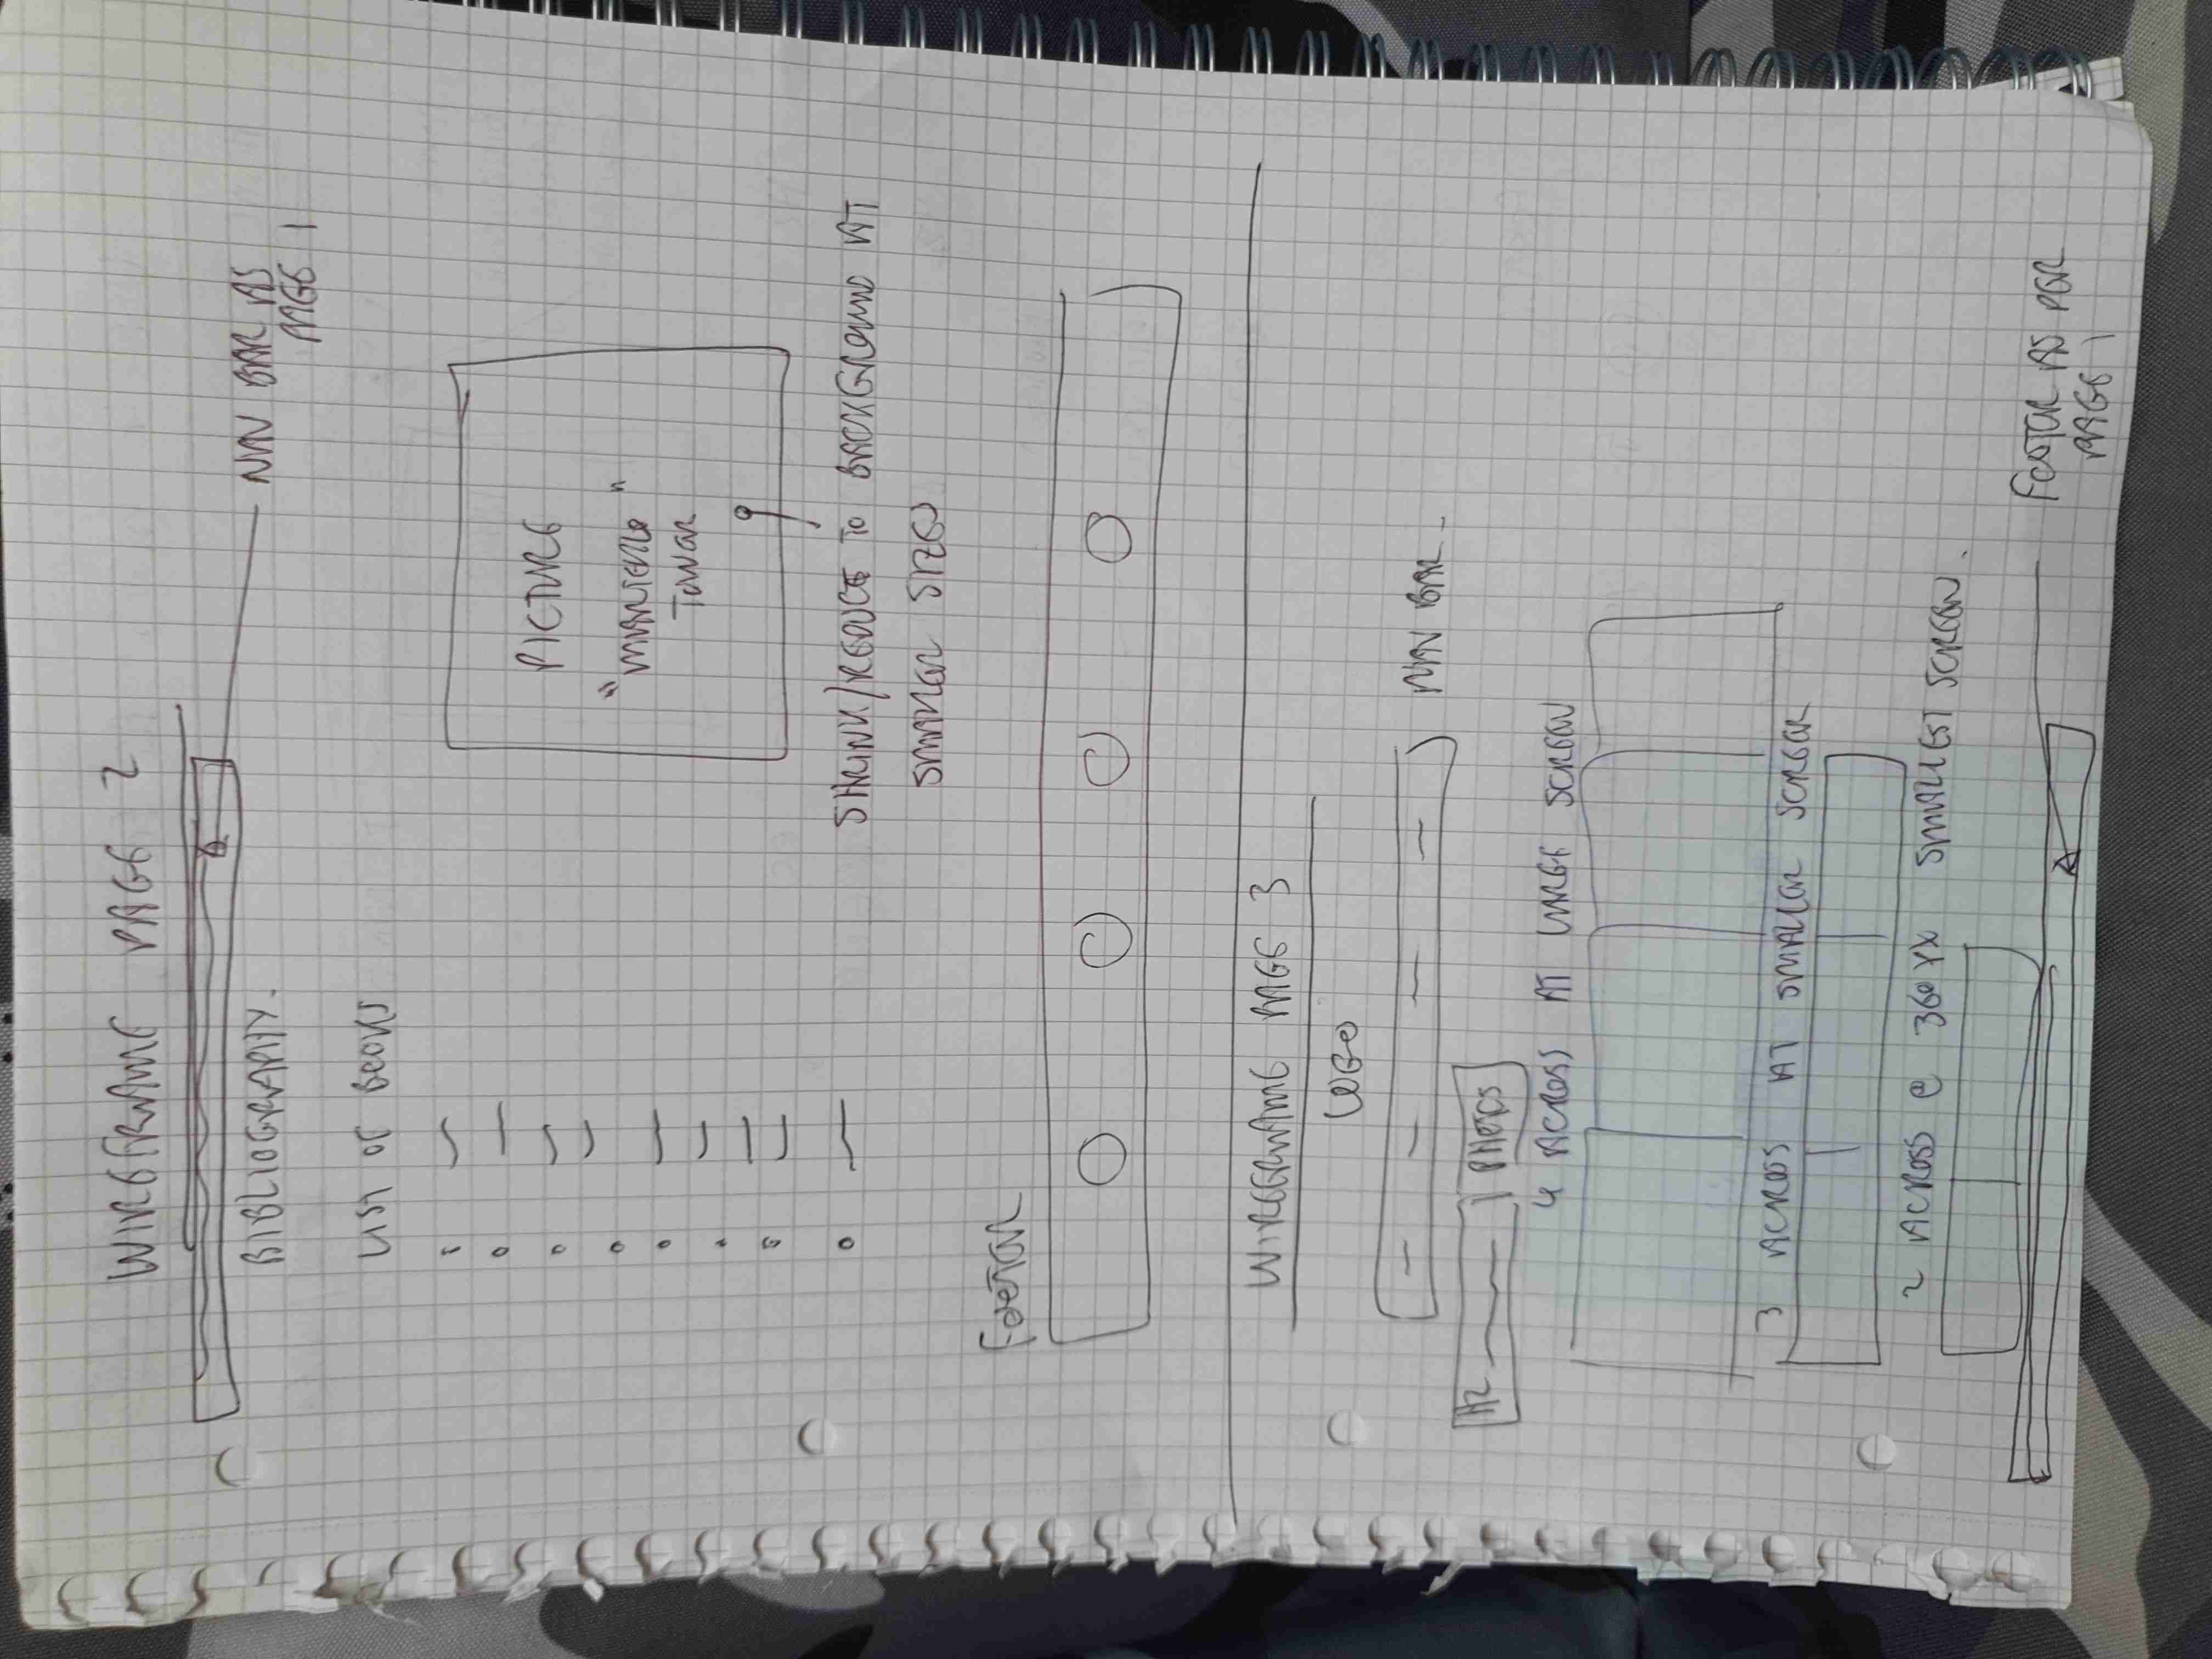 WIREFRAME PAGE 2
NAV BAR AS
PAGE 1
BIBLIOGRAPHY.
LIST OF BOOKS
PICTURE
"MARTELLO"
TOWER
SHRINK/REDUCE TO BACKGROUND AT
SMALLER SIZES
FOOTER
WIREFRAME PAGE 3
LOGO
NAV BAR
H2 PHOTOS
4 ACROSS AT LARGE SCREEN
3 ACROSS AT SMALLER SCREEN
2 ACROSS @ 360 PX SMALLEST SCREEN.
FOOTER AS PER
PAGE 1